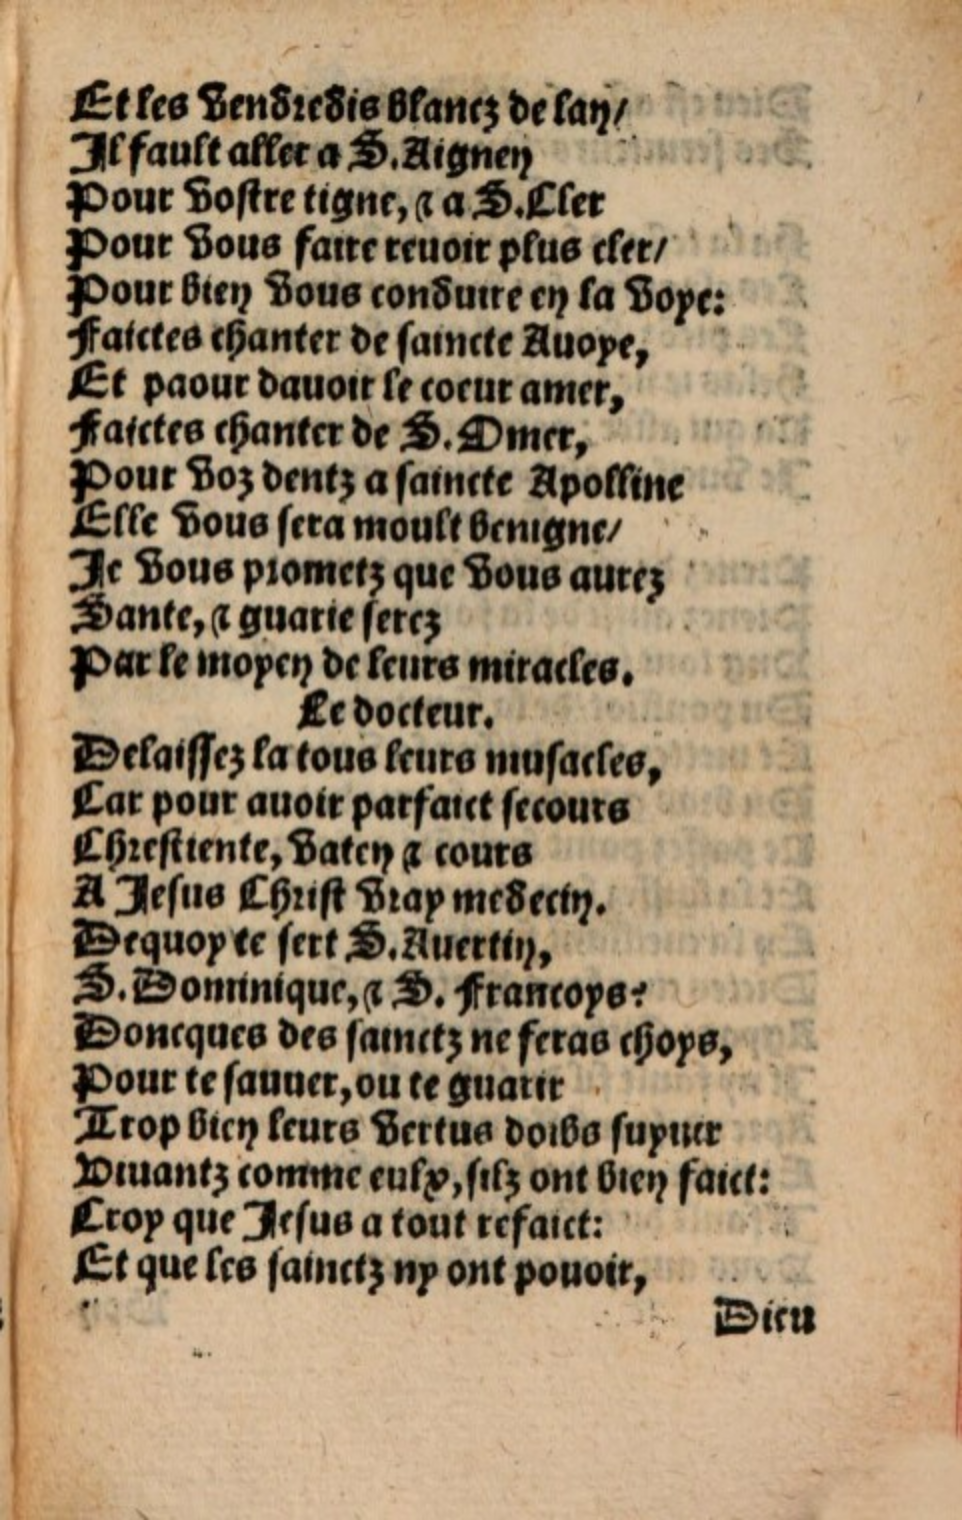 Et les vendredis blancz de lan/
Il fault aller a S. Aignen
Pour vostre tigne, & a S. Cler
Pour vous faire reuoir plus cler/
Pour bien vous conduire en la voye:
Faictes chanter de saincte Auoye,
Et paour dauoir le coeur amer,
Faictes chanter de S. Omer,
Pour voz dentz a saincte Apolline
Elle vous sera moult benigne/
Je vous prometz que vous aurez
Sante, & guarie serez
Par le moyen de leurs miracles.
Le docteur.
Delaissez la tous leurs musacles,
Car pour auoir parfaict secours
Chrestiente, vaten & cours
A Jesus Christ vray medecin.
Dequoy te sert S. Auertin,
S. Dominique, & S. Francoys?
Doncques des sainctz ne feras choys,
Pour te sauuer, ou te guarir
Trop bien leurs vertus doibs suyuir
Viuantz comme eulx, silz ont bien faict:
Croy que Jesus a tout refaict:
Et que les sainctz ny ont pouoir,
Dieu